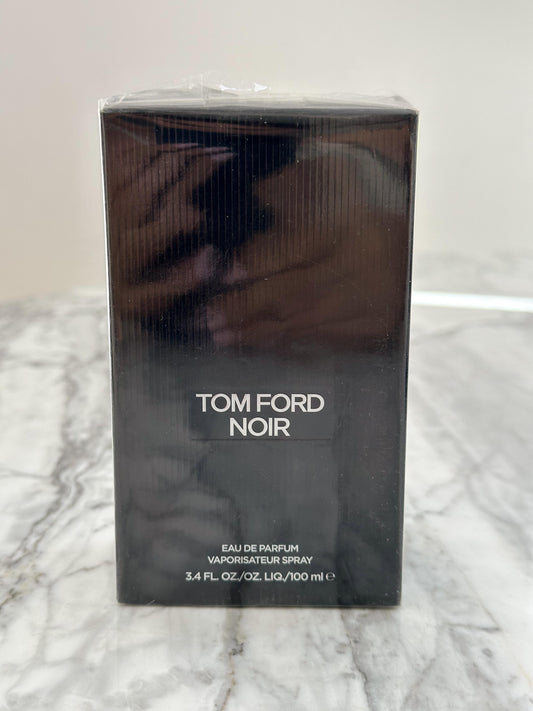 TOM FORD
NOIR
EAU DE PARFUM
VAPORISATEUR SPRAY
3.4 FL. OZ./OZ. LIQ./100 ml ℮